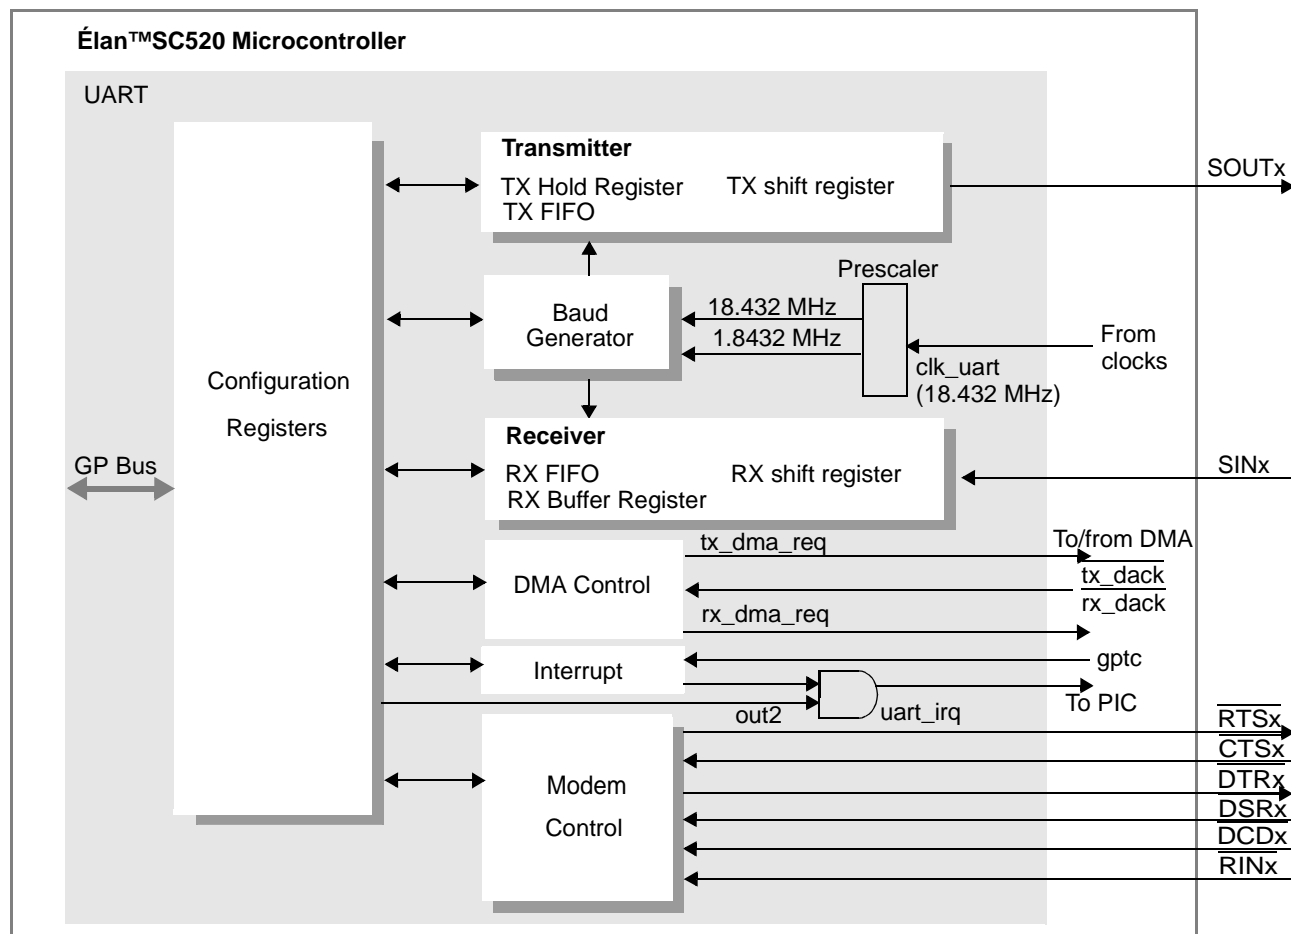 Élan™SC520 Microcontroller
UART
Transmitter
TX Hold Register
TX shift register
TX FIFO
SOUTx
Prescaler
18.432 MHz
Baud
Generator
1.8432 MHz
From
clocks
clk_uart
(18.432 MHz)
Configuration
Registers
Receiver
RX FIFO
RX shift register
RX Buffer Register
SINx
GP Bus
tx_dma_req
To/from DMA
DMA Control
tx_dack
rx_dack
rx_dma_req
Interrupt
gptc
To PIC
out2
uart_irq
RTSx
CTSx
Modem
Control
DTRx
DSRx
DCDx
RINx